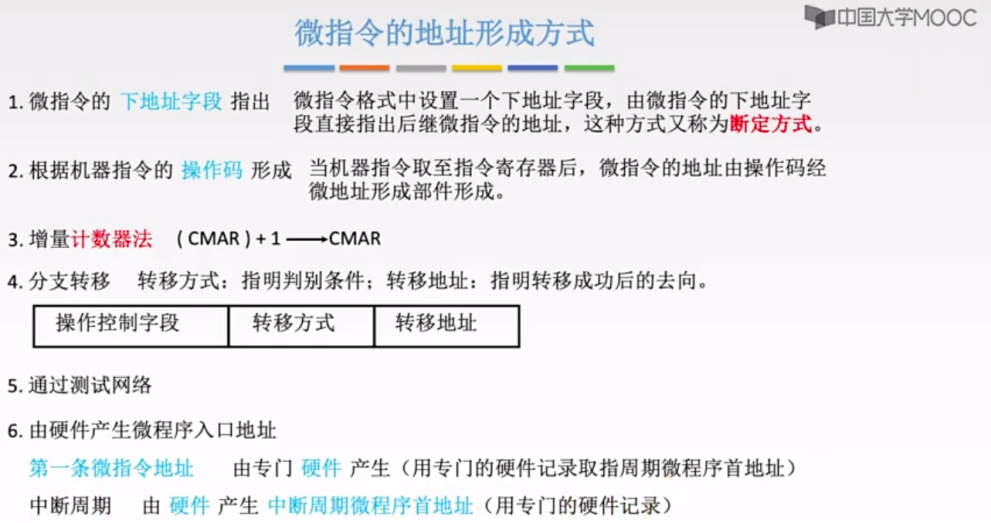 中国大学MOOC
微指令的地址形成方式
1. 微指令的 下地址字段 指出 微指令格式中设置一个下地址字段，由微指令的下地址字
段直接指出后继微指令的地址，这种方式又称为断定方式。
2. 根据机器指令的 操作码 形成 当机器指令取至指令寄存器后，微指令的地址由操作码经
微地址形成部件形成。
3. 增量计数器法 ( CMAR ) + 1 ⟶CMAR
4. 分支转移 转移方式：指明判别条件；转移地址：指明转移成功后的去向。
操作控制字段 转移方式 转移地址
5. 通过测试网络
6. 由硬件产生微程序入口地址
第一条微指令地址 由专门 硬件 产生（用专门的硬件记录取指周期微程序首地址）
中断周期 由 硬件 产生 中断周期微程序首地址（用专门的硬件记录）